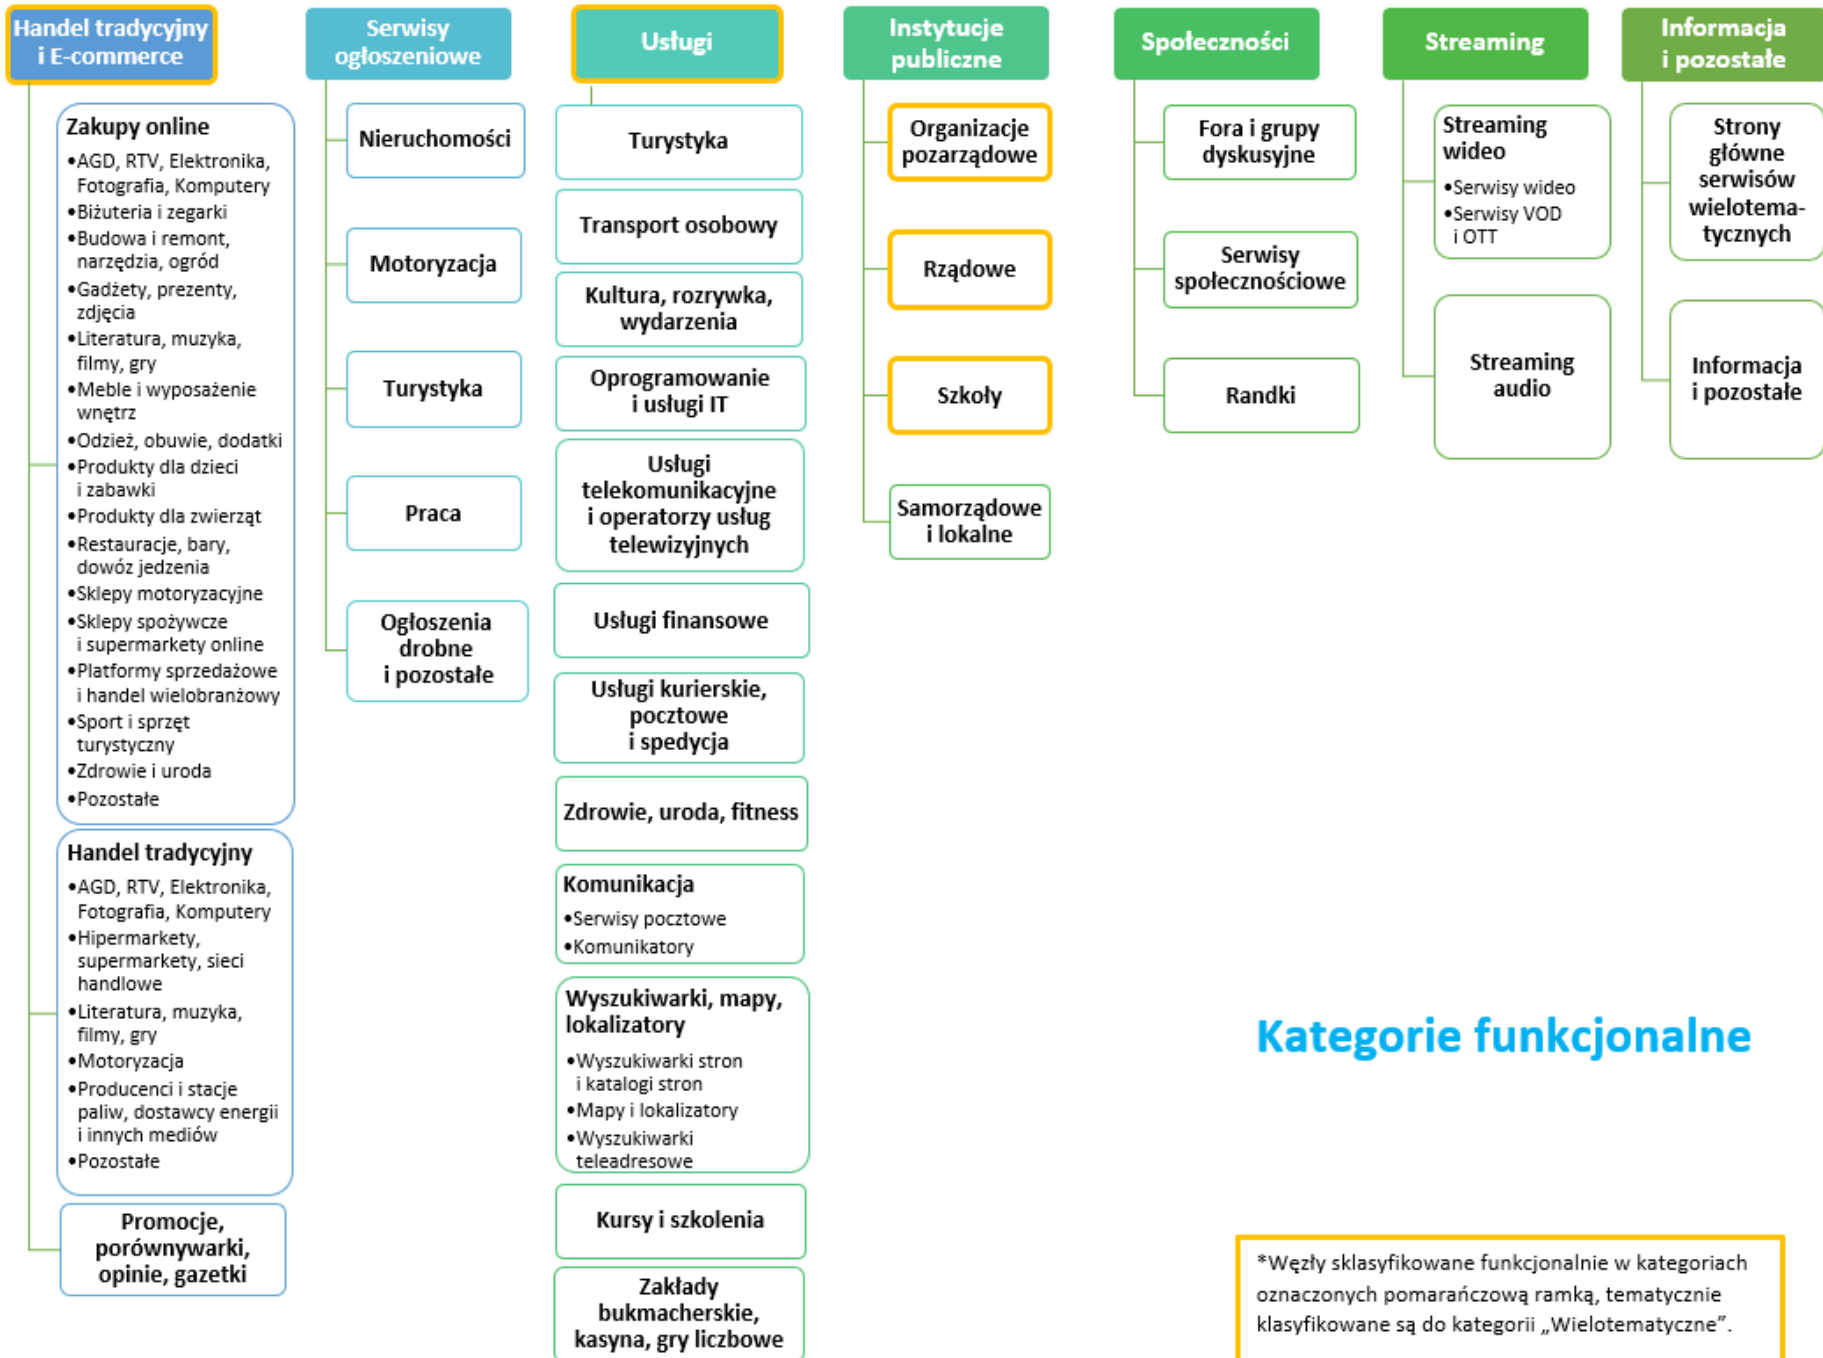 Handel tradycyjny
i E-commerce
Zakupy online
•AGD, RTV, Elektronika,
Fotografia, Komputery
•Biżuteria i zegarki
•Budowa i remont,
narzędzia, ogród
•Gadżety, prezenty,
zdjęcia
•Literatura, muzyka,
filmy, gry
•Meble i wyposażenie
wnętrz
•Odzież, obuwie, dodatki
•Produkty dla dzieci
i zabawki
•Produkty dla zwierząt
•Restauracje, bary,
dowóz jedzenia
•Sklepy motoryzacyjne
•Sklepy spożywcze
i supermarkety online
•Platformy sprzedażowe
i handel wielobranżowy
•Sport i sprzęt
turystyczny
•Zdrowie i uroda
•Pozostałe
Handel tradycyjny
•AGD, RTV, Elektronika,
Fotografia, Komputery
•Hipermarkety,
supermarkety, sieci
handlowe
•Literatura, muzyka,
filmy, gry
•Motoryzacja
•Producenci i stacje
paliw, dostawcy energii
i innych mediów
•Pozostałe
Promocje,
porównywarki,
opinie, gazetki
Serwisy
ogłoszeniowe
Nieruchomości
Motoryzacja
Turystyka
Praca
Ogłoszenia
drobne
i pozostałe
Usługi
Turystyka
Transport osobowy
Kultura, rozrywka,
wydarzenia
Oprogramowanie
i usługi IT
Usługi
telekomunikacyjne
i operatorzy usług
telewizyjnych
Usługi finansowe
Usługi kurierskie,
pocztowe
i spedycja
Zdrowie, uroda, fitness
Komunikacja
•Serwisy pocztowe
•Komunikatory
Wyszukiwarki, mapy,
lokalizatory
•Wyszukiwarki stron
i katalogi stron
•Mapy i lokalizatory
•Wyszukiwarki
teleadresowe
Kursy i szkolenia
Zakłady
bukmacherskie,
kasyna, gry liczbowe
Instytucje
publiczne
Organizacje
pozarządowe
Rządowe
Szkoły
Samorządowe
i lokalne
Społeczności
Fora i grupy
dyskusyjne
Serwisy
społecznościowe
Randki
Streaming
Streaming
wideo
•Serwisy wideo
•Serwisy VOD
i OTT
Streaming
audio
Informacja
i pozostałe
Strony
główne
serwisów
wielotema-
tycznych
Informacja
i pozostałe
Kategorie funkcjonalne
*Węzły sklasyfikowane funkcjonalnie w kategoriach
oznaczonych pomarańczową ramką, tematycznie
klasyfikowane są do kategorii „Wielotematyczne”.